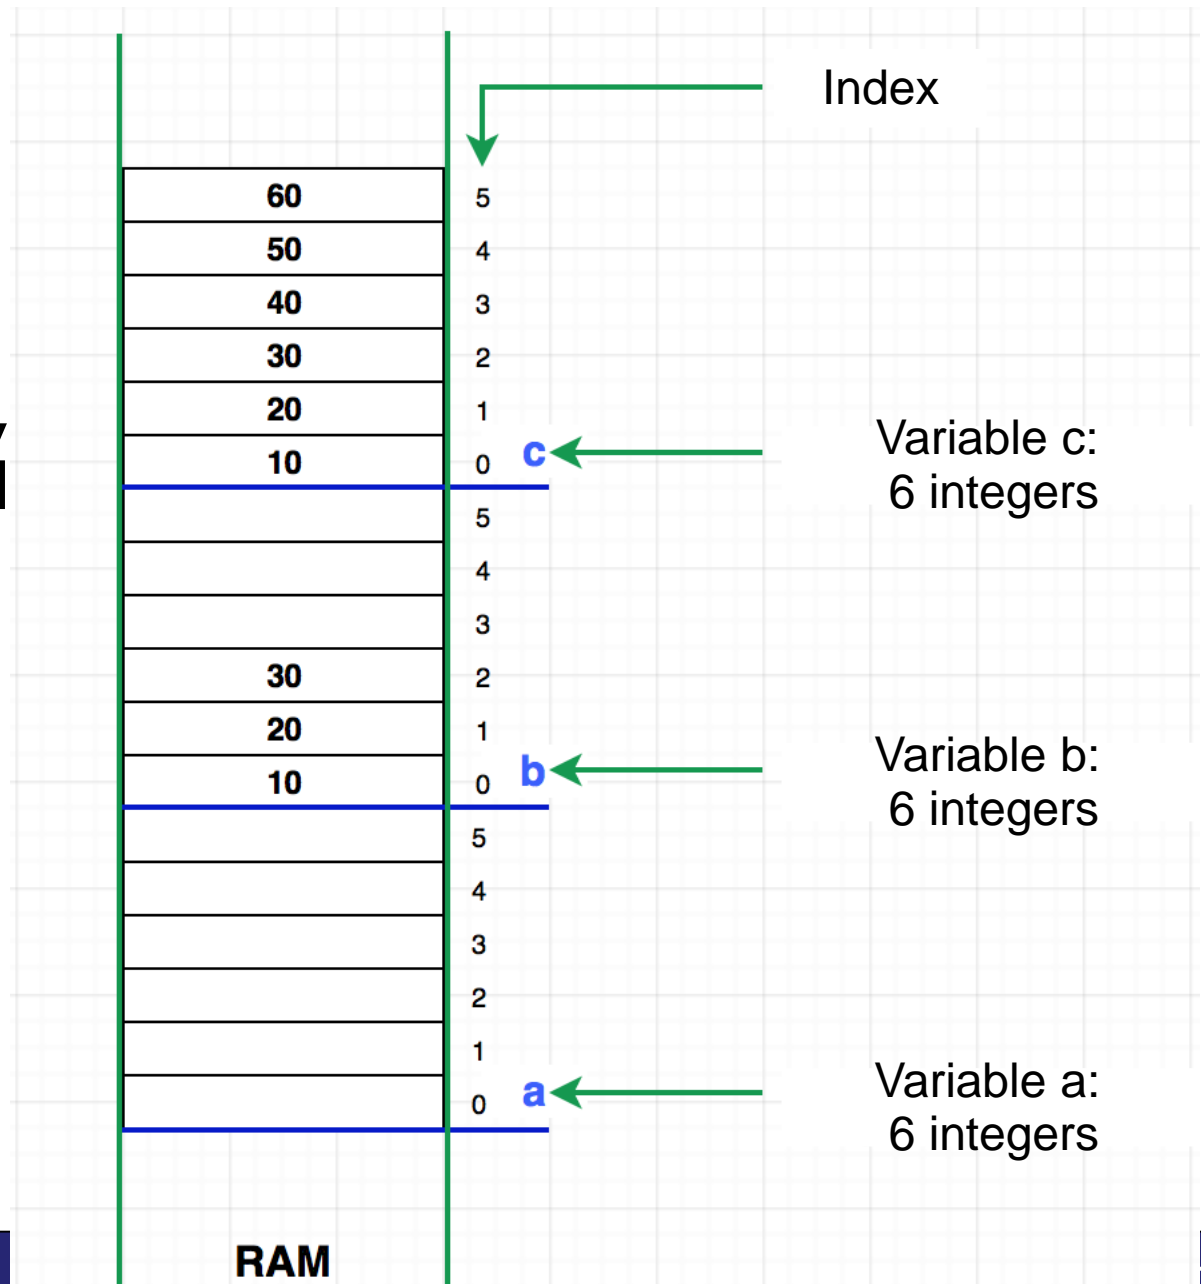 Index
60 5
50 4
40 3
30 2
20 1
10 0 c
Variable c:
6 integers
5
4
3
30 2
20 1
10 0 b
Variable b:
6 integers
5
4
3
2
1
0 a
Variable a:
6 integers
RAM